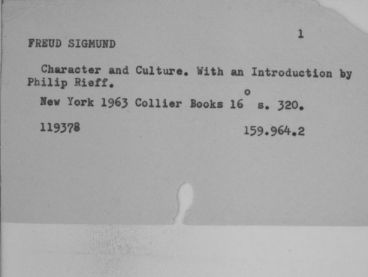 1
FREUD SIGMUND
Character and Culture. With an Introduction by
Philip Rieff.
New York 1963 Collier Books 16° s. 320.
119378 159.964.2